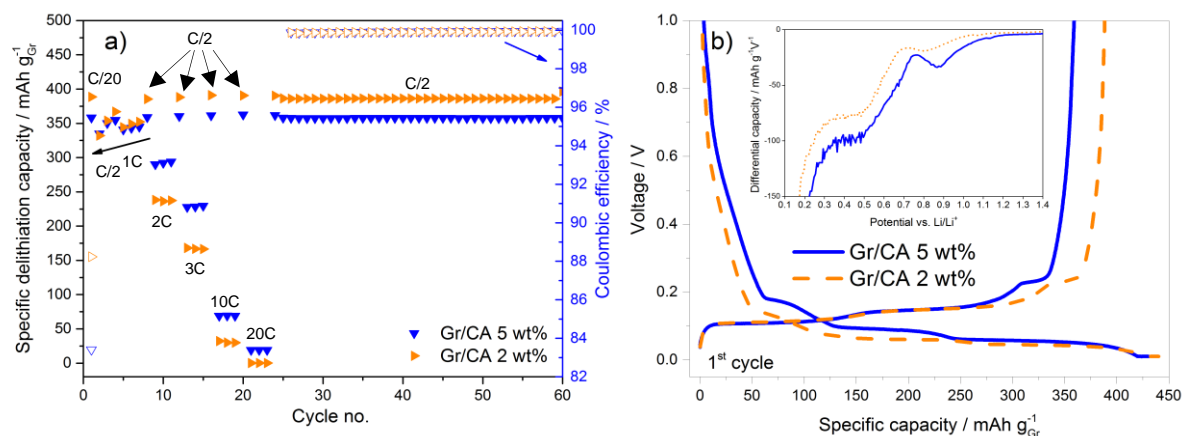 a)
Specific delithiation capacity / mAh g⁻¹Gr
500
450
400
350
300
250
200
150
100
50
0
C/20
C/2
C/2
C/2
1C
2C
3C
10C
20C
Gr/CA 5 wt%
Gr/CA 2 wt%
0 10 20 30 40 50 60
Cycle no.
100
98
96
94
92
90
88
86
84
82
Coulombic efficiency / %
b)
Voltage / V
1.0
0.8
0.6
0.4
0.2
0.0
Differential capacity / mAh g⁻¹V⁻¹
0
-50
-100
-150
0.2 0.3 0.4 0.5 0.6 0.7 0.8 0.9 1.0 1.1 1.2 1.3 1.4
Potential vs. Li/Li⁺
Gr/CA 5 wt%
Gr/CA 2 wt%
1st cycle
0 50 100 150 200 250 300 350 400 450
Specific capacity / mAh g⁻¹Gr